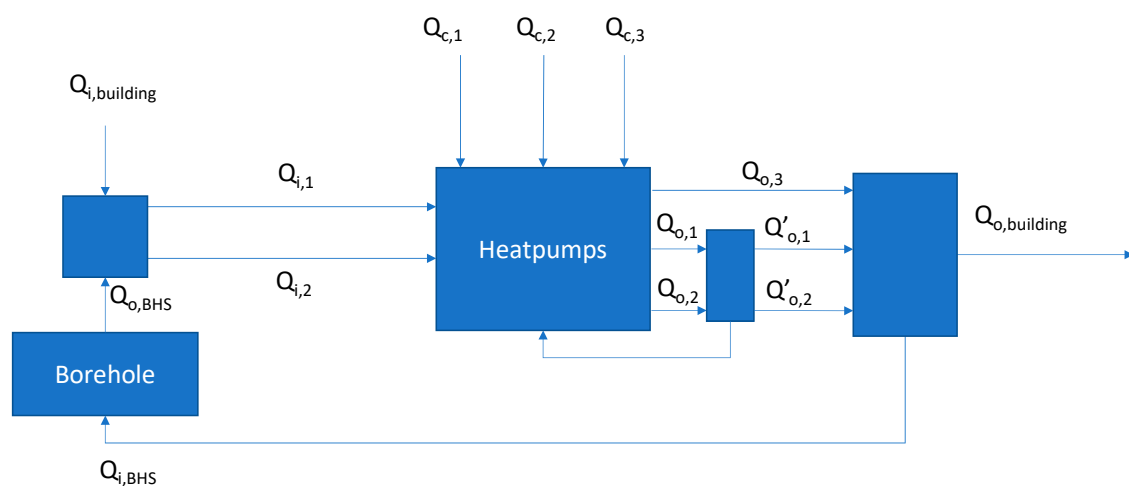 Q_c,1 Q_c,2 Q_c,3
Q_i,building
Q_i,1
Q_o,3
Q_o,building
Q_o,1 Q'_o,1
Heatpumps
Q_i,2
Q_o,BHS
Q_o,2 Q'_o,2
Borehole
Q_i,BHS